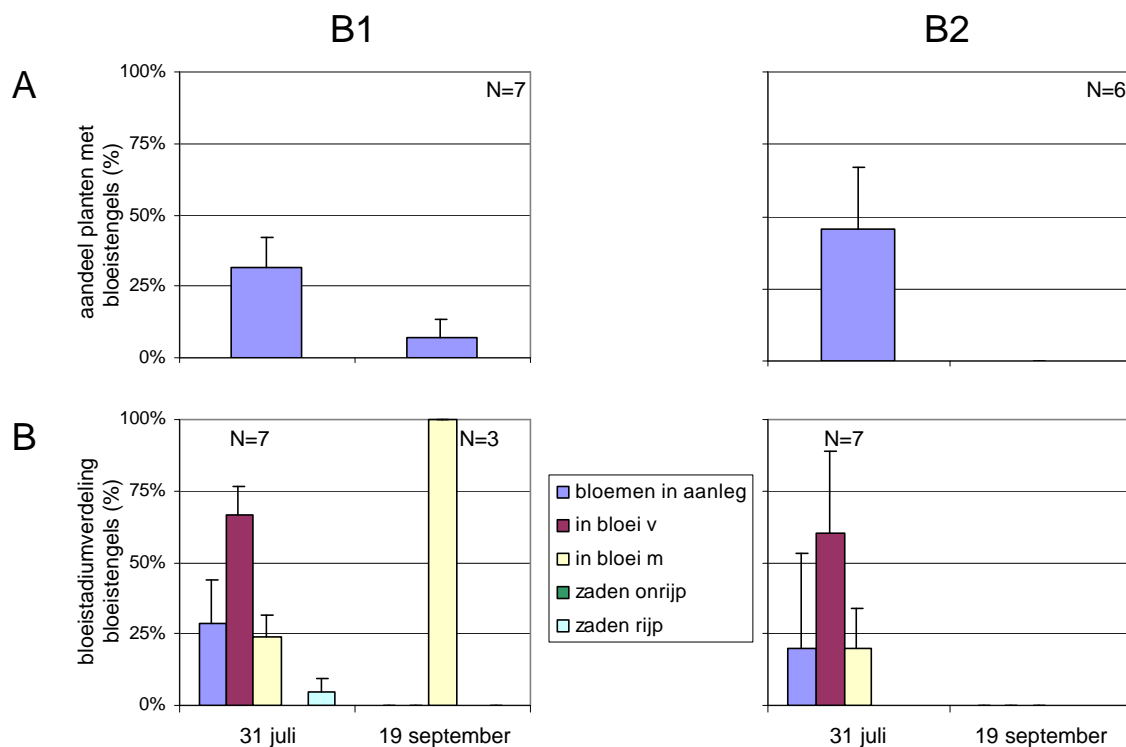 B1
B2
A
aandeel planten met
bloeistengels (%)
100%
75%
50%
25%
0%
N=7
N=6
B
bloeistadiumverdeling
bloeistengels (%)
100%
75%
50%
25%
0%
N=7
N=3
bloemen in aanleg
in bloei v
in bloei m
zaden onrijp
zaden rijp
N=7
31 juli
19 september
31 juli
19 september